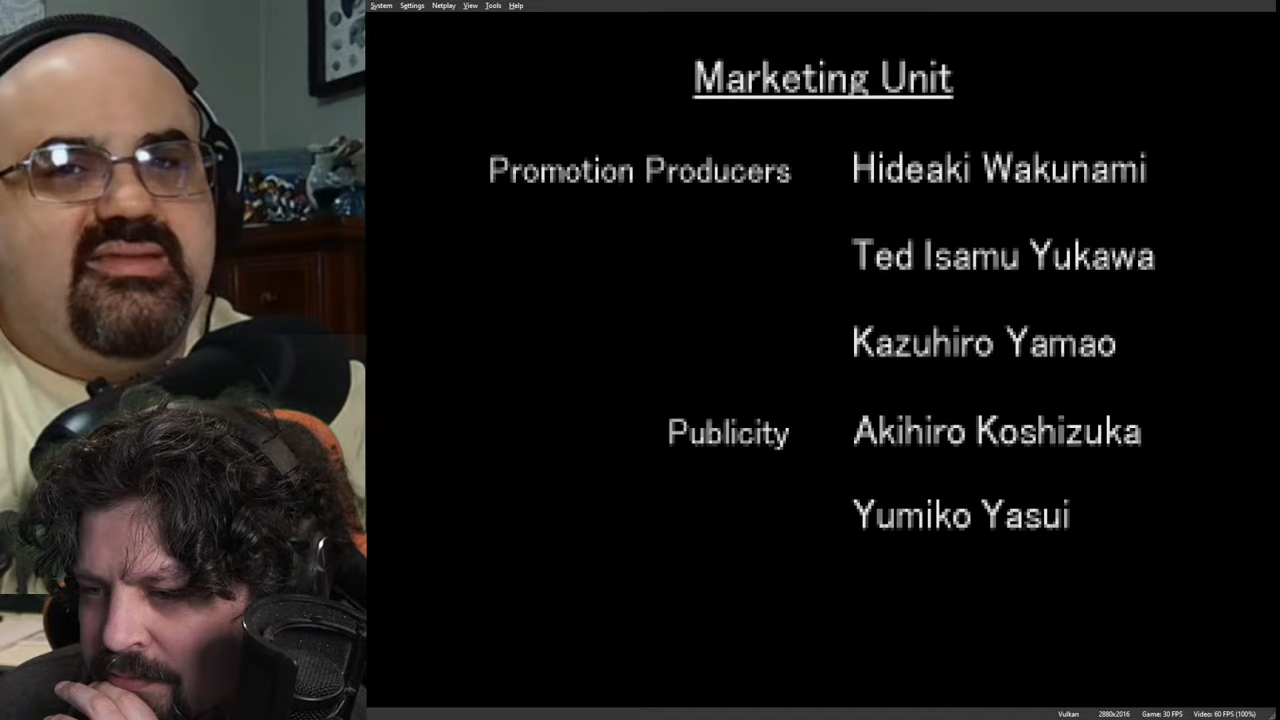 System Settings Netplay View Tools Help
Marketing Unit
Promotion Producers Hideaki Wakunami
Ted Isamu Yukawa
Kazuhiro Yamao
Publicity Akihiro Koshizuka
Yumiko Yasui
Vulkan 2880x2016 Game: 30 FPS Video: 60 FPS (100%)